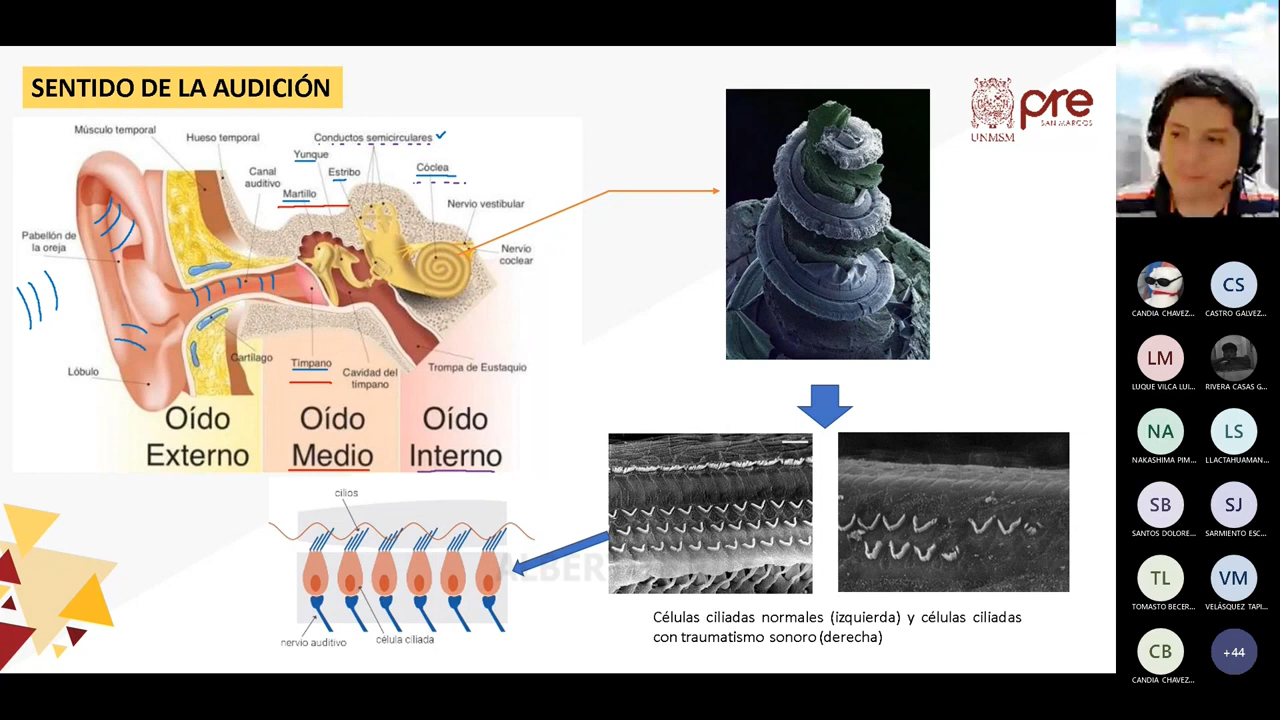 SENTIDO DE LA AUDICIÓN
Músculo temporal
Hueso temporal
Conductos semicirculares
Yunque
Canal
auditivo
Estribo
Cóclea
Martillo
Nervio vestibular
Pabellón de
la oreja
Nervio
coclear
Cartílago
Tímpano
Cavidad del
tímpano
Trompa de Eustaquio
Lóbulo
Oído
Externo
Oído
Medio
Oído
Interno
cilios
nervio auditivo
célula ciliada
UNMSM
pre
SAN MARCOS
Células ciliadas normales (izquierda) y células ciliadas
con traumatismo sonoro (derecha)
CANDIA CHAVEZ...
CS
CASTRO GALVEZ...
LM
LUQUE VILCA LUI...
RIVERA CASAS G...
NA
NAKASHIMA PIM...
LS
LLACTAHUAMAN...
SB
SANTOS DOLORE...
SJ
SARMIENTO ESC...
TL
TOMASTO BECER...
VM
VELÁSQUEZ TAPI...
CB
CANDIA CHAVEZ...
+44